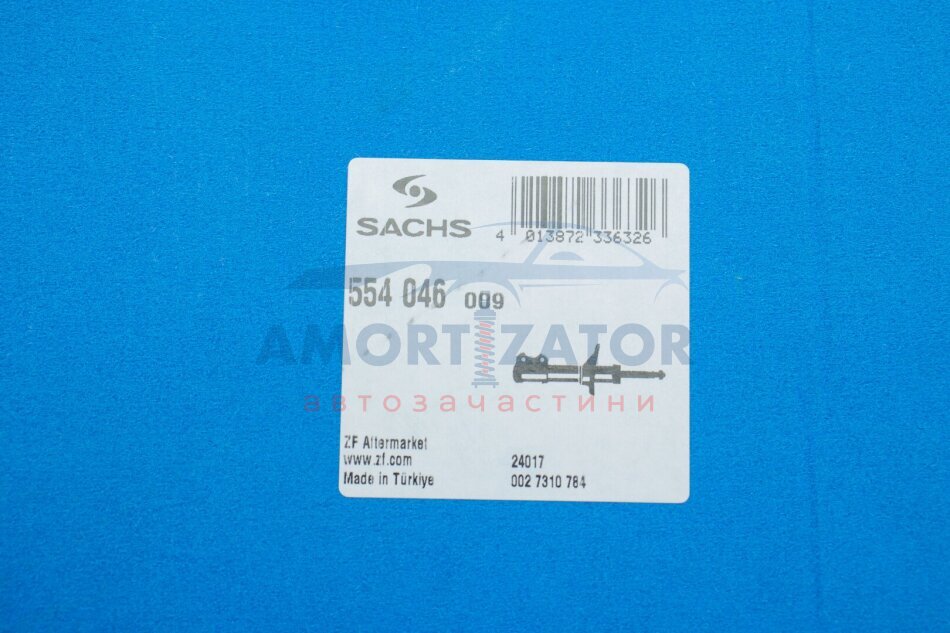 SACHS
4 013872 336326
554 046 009
AMORTIZATOR
автозачастини
ZF Aftermarket
www.zf.com
24017
Made in Türkiye
002 7310 784